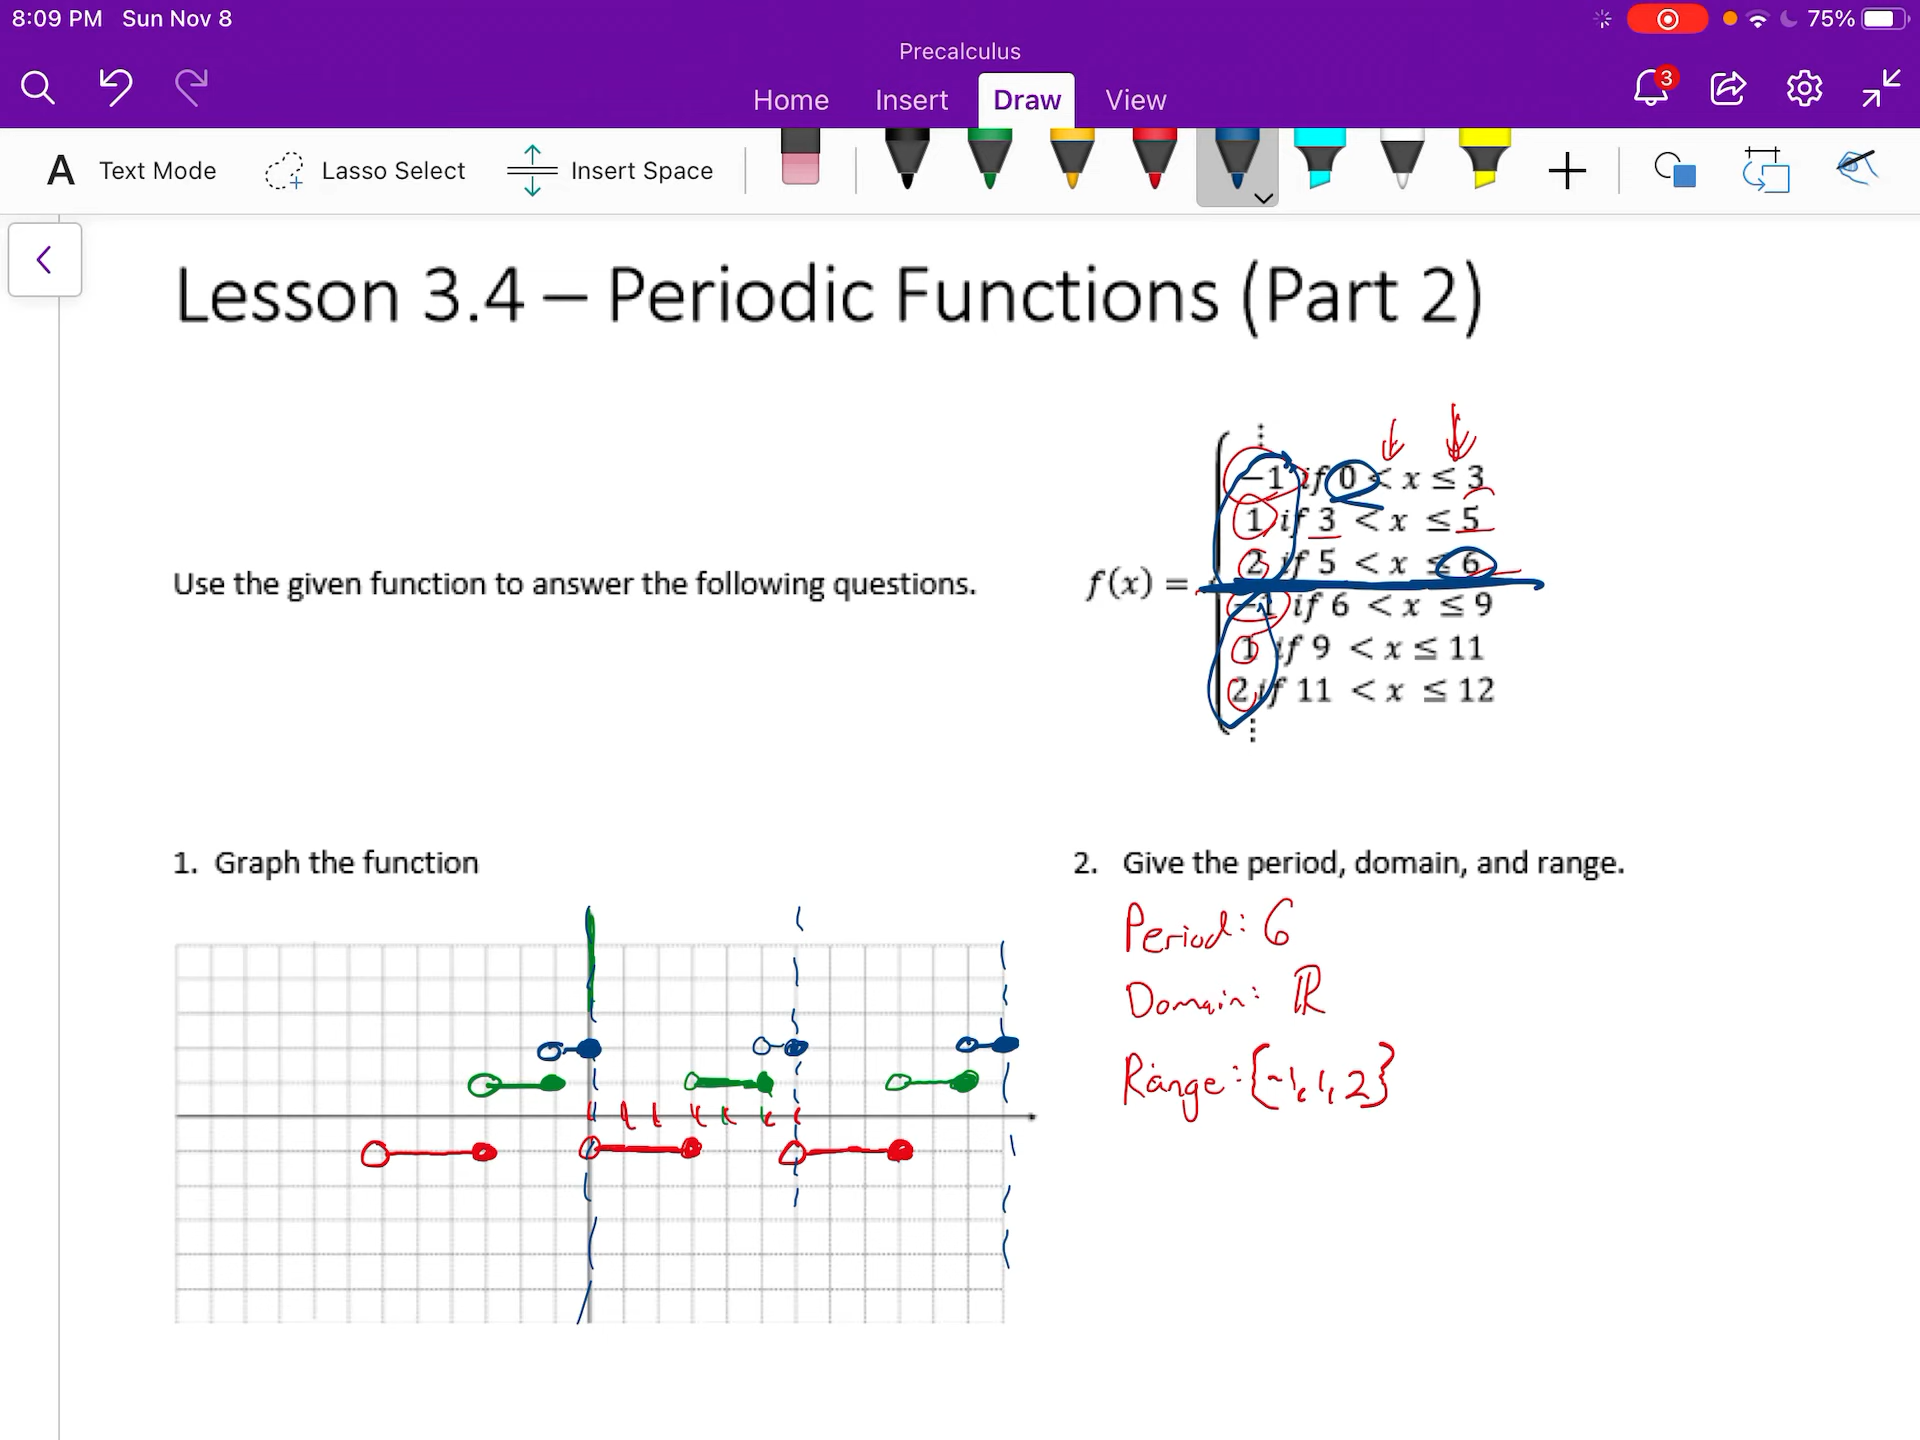 8:09 PM Sun Nov 8
75%
Precalculus
3
Home Insert Draw View
A Text Mode Lasso Select Insert Space
Lesson 3.4 – Periodic Functions (Part 2)
⋮
−1 if 0 < x ≤ 3
1 if 3 < x ≤ 5
2 if 5 < x ≤ 6
Use the given function to answer the following questions. f(x) =
−1 if 6 < x ≤ 9
1 if 9 < x ≤ 11
2 if 11 < x ≤ 12
⋮
1. Graph the function
2. Give the period, domain, and range.
Period: 6
Domain: ℝ
Range: {-1, 1, 2}